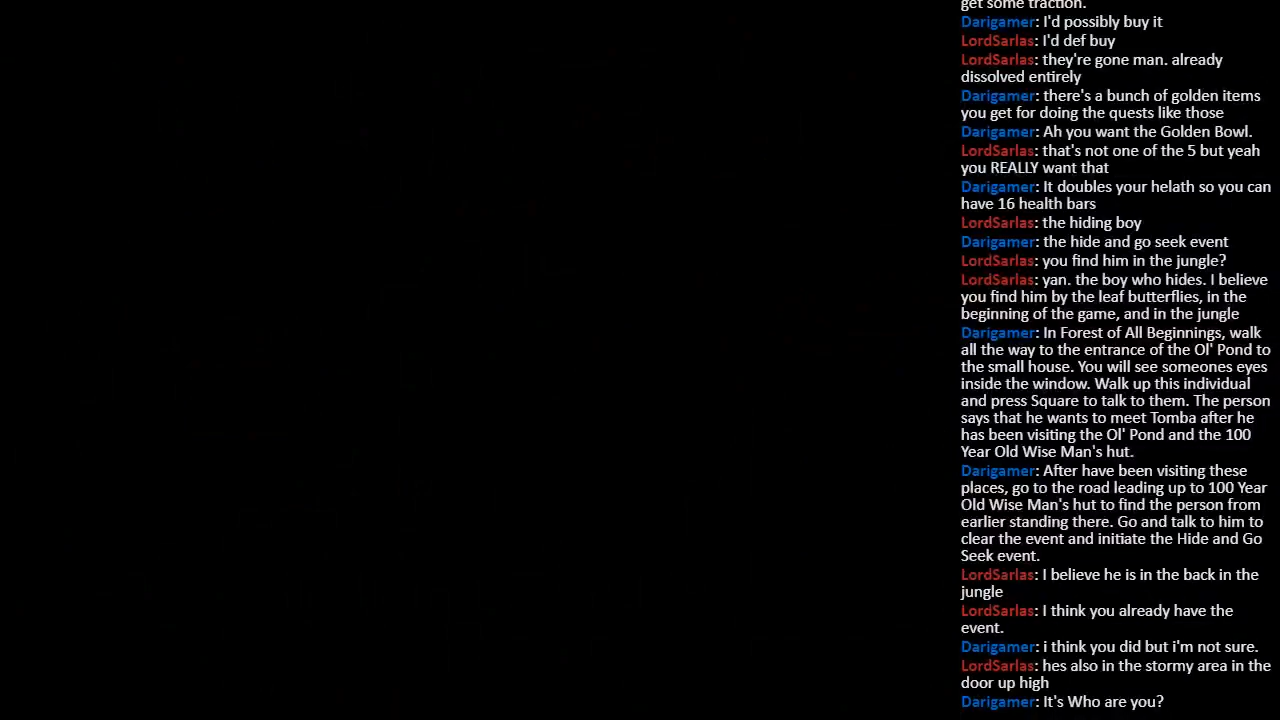 get some traction.
Darigamer: I'd possibly buy it
LordSarlas: I'd def buy
LordSarlas: they're gone man. already
dissolved entirely
Darigamer: there's a bunch of golden items
you get for doing the quests like those
Darigamer: Ah you want the Golden Bowl.
LordSarlas: that's not one of the 5 but yeah
you REALLY want that
Darigamer: It doubles your helath so you can
have 16 health bars
LordSarlas: the hiding boy
Darigamer: the hide and go seek event
LordSarlas: you find him in the jungle?
LordSarlas: yan. the boy who hides. I believe
you find him by the leaf butterflies, in the
beginning of the game, and in the jungle
Darigamer: In Forest of All Beginnings, walk
all the way to the entrance of the Ol' Pond to
the small house. You will see someones eyes
inside the window. Walk up this individual
and press Square to talk to them. The person
says that he wants to meet Tomba after he
has been visiting the Ol' Pond and the 100
Year Old Wise Man's hut.
Darigamer: After have been visiting these
places, go to the road leading up to 100 Year
Old Wise Man's hut to find the person from
earlier standing there. Go and talk to him to
clear the event and initiate the Hide and Go
Seek event.
LordSarlas: I believe he is in the back in the
jungle
LordSarlas: I think you already have the
event.
Darigamer: i think you did but i'm not sure.
LordSarlas: hes also in the stormy area in the
door up high
Darigamer: It's Who are you?